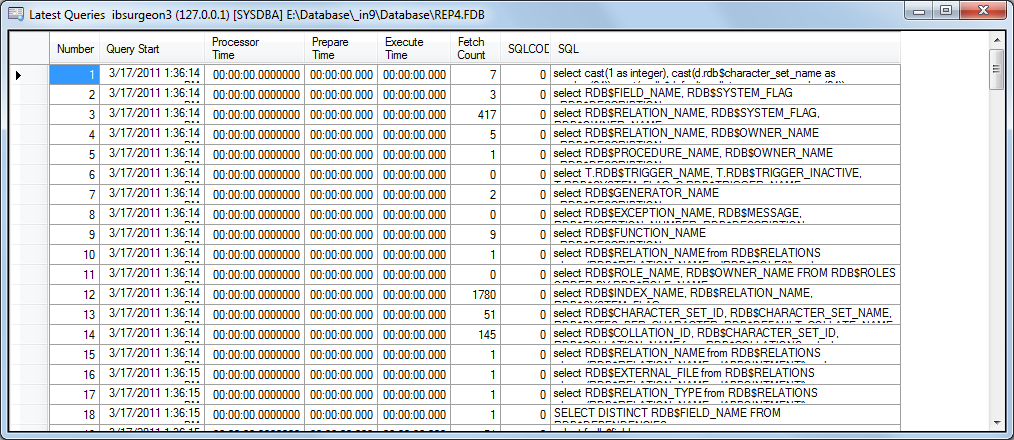 Latest Queries ibsurgeon3 (127.0.0.1) [SYSDBA] E:\Database\_in9\Database\REP4.FDB
Number Query Start Processor Time Prepare Time Execute Time Fetch Count SQLCOD SQL
1 3/17/2011 1:36:14 00:00:00.0000000 00:00:00.000 00:00:00.000 7 0 select cast(1 as integer), cast(d.rdb$character_set_name as
2 3/17/2011 1:36:14 00:00:00.0000000 00:00:00.000 00:00:00.000 3 0 select RDB$FIELD_NAME, RDB$SYSTEM_FLAG
3 3/17/2011 1:36:14 00:00:00.0000000 00:00:00.000 00:00:00.000 417 0 select RDB$RELATION_NAME, RDB$SYSTEM_FLAG,
4 3/17/2011 1:36:14 00:00:00.0000000 00:00:00.000 00:00:00.000 5 0 select RDB$RELATION_NAME, RDB$OWNER_NAME
5 3/17/2011 1:36:14 00:00:00.0000000 00:00:00.000 00:00:00.000 1 0 select RDB$PROCEDURE_NAME, RDB$OWNER_NAME
6 3/17/2011 1:36:14 00:00:00.0000000 00:00:00.000 00:00:00.000 0 0 select T.RDB$TRIGGER_NAME, T.RDB$TRIGGER_INACTIVE,
7 3/17/2011 1:36:14 00:00:00.0000000 00:00:00.000 00:00:00.000 2 0 select RDB$GENERATOR_NAME
8 3/17/2011 1:36:14 00:00:00.0000000 00:00:00.000 00:00:00.000 0 0 select RDB$EXCEPTION_NAME, RDB$MESSAGE,
9 3/17/2011 1:36:14 00:00:00.0000000 00:00:00.000 00:00:00.000 9 0 select RDB$FUNCTION_NAME
10 3/17/2011 1:36:14 00:00:00.0000000 00:00:00.000 00:00:00.000 1 0 select RDB$RELATION_NAME from RDB$RELATIONS
11 3/17/2011 1:36:14 00:00:00.0000000 00:00:00.000 00:00:00.000 0 0 select RDB$ROLE_NAME, RDB$OWNER_NAME FROM RDB$ROLES
12 3/17/2011 1:36:14 00:00:00.0000000 00:00:00.000 00:00:00.000 1780 0 select RDB$INDEX_NAME, RDB$RELATION_NAME,
13 3/17/2011 1:36:14 00:00:00.0000000 00:00:00.000 00:00:00.000 51 0 select RDB$CHARACTER_SET_ID, RDB$CHARACTER_SET_NAME,
14 3/17/2011 1:36:14 00:00:00.0000000 00:00:00.000 00:00:00.000 145 0 select RDB$COLLATION_ID, RDB$CHARACTER_SET_ID,
15 3/17/2011 1:36:14 00:00:00.0000000 00:00:00.000 00:00:00.000 1 0 select RDB$RELATION_NAME from RDB$RELATIONS
16 3/17/2011 1:36:15 00:00:00.0000000 00:00:00.000 00:00:00.000 1 0 select RDB$EXTERNAL_FILE from RDB$RELATIONS
17 3/17/2011 1:36:15 00:00:00.0000000 00:00:00.000 00:00:00.000 1 0 select RDB$RELATION_TYPE from RDB$RELATIONS
18 3/17/2011 1:36:15 00:00:00.0000000 00:00:00.000 00:00:00.000 1 0 SELECT DISTINCT RDB$FIELD_NAME FROM